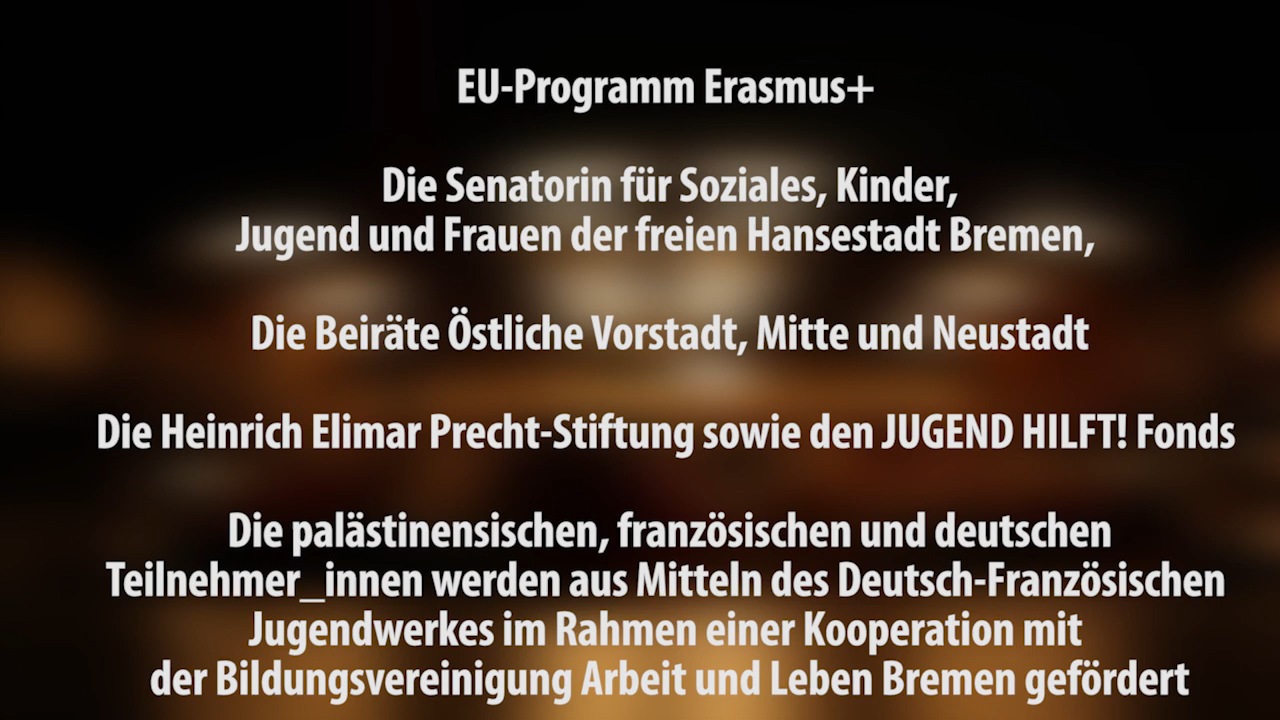 EU-Programm Erasmus+
Die Senatorin für Soziales, Kinder,
Jugend und Frauen der freien Hansestadt Bremen,
Die Beiräte Östliche Vorstadt, Mitte und Neustadt
Die Heinrich Elimar Precht-Stiftung sowie den JUGEND HILFT! Fonds
Die palästinensischen, französischen und deutschen
Teilnehmer_innen werden aus Mitteln des Deutsch-Französischen
Jugendwerkes im Rahmen einer Kooperation mit
der Bildungsvereinigung Arbeit und Leben Bremen gefördert